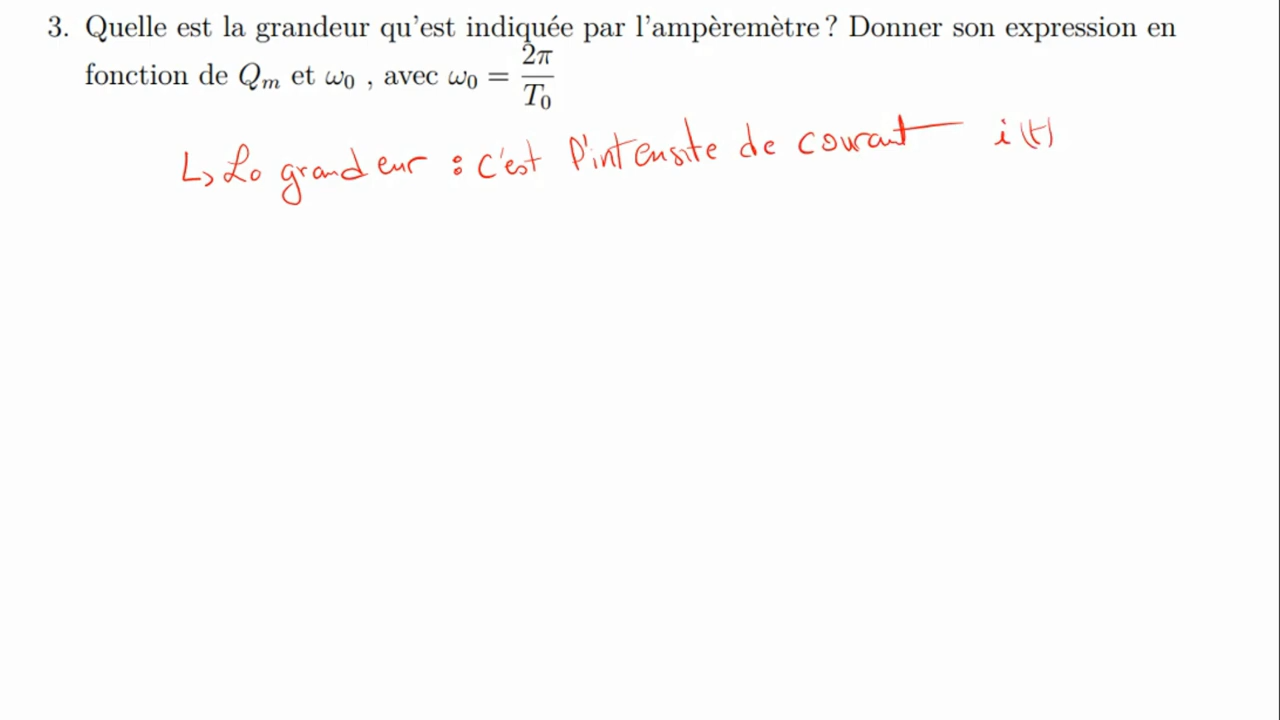 3. Quelle est la grandeur qu'est indiquée par l'ampèremètre ? Donner son expression en
fonction de Qₘ et ω₀ , avec ω₀ = 2π/T₀
↳ La grandeur : c'est l'intensite de courant i(t)